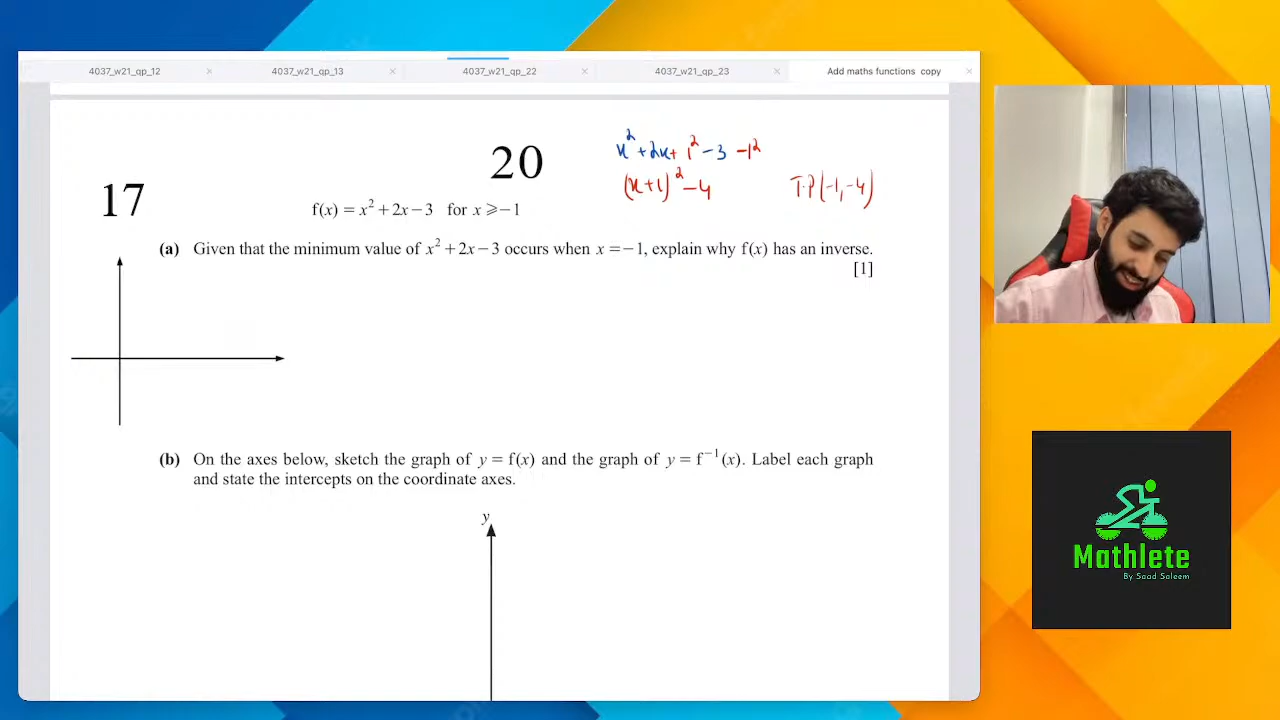 4037_w21_qp_12 × 4037_w21_qp_13 × 4037_w21_qp_22 × 4037_w21_qp_23 × Add maths functions copy ×
x² + 2x + 1² - 3 - 1²
(x + 1)² - 4 T.P (-1, -4)
20
17
f(x) = x² + 2x − 3 for x ⩾ −1
(a) Given that the minimum value of x² + 2x − 3 occurs when x = −1, explain why f(x) has an inverse.
[1]
(b) On the axes below, sketch the graph of y = f(x) and the graph of y = f⁻¹(x). Label each graph
and state the intercepts on the coordinate axes.
y
Mathlete
By Saad Saleem